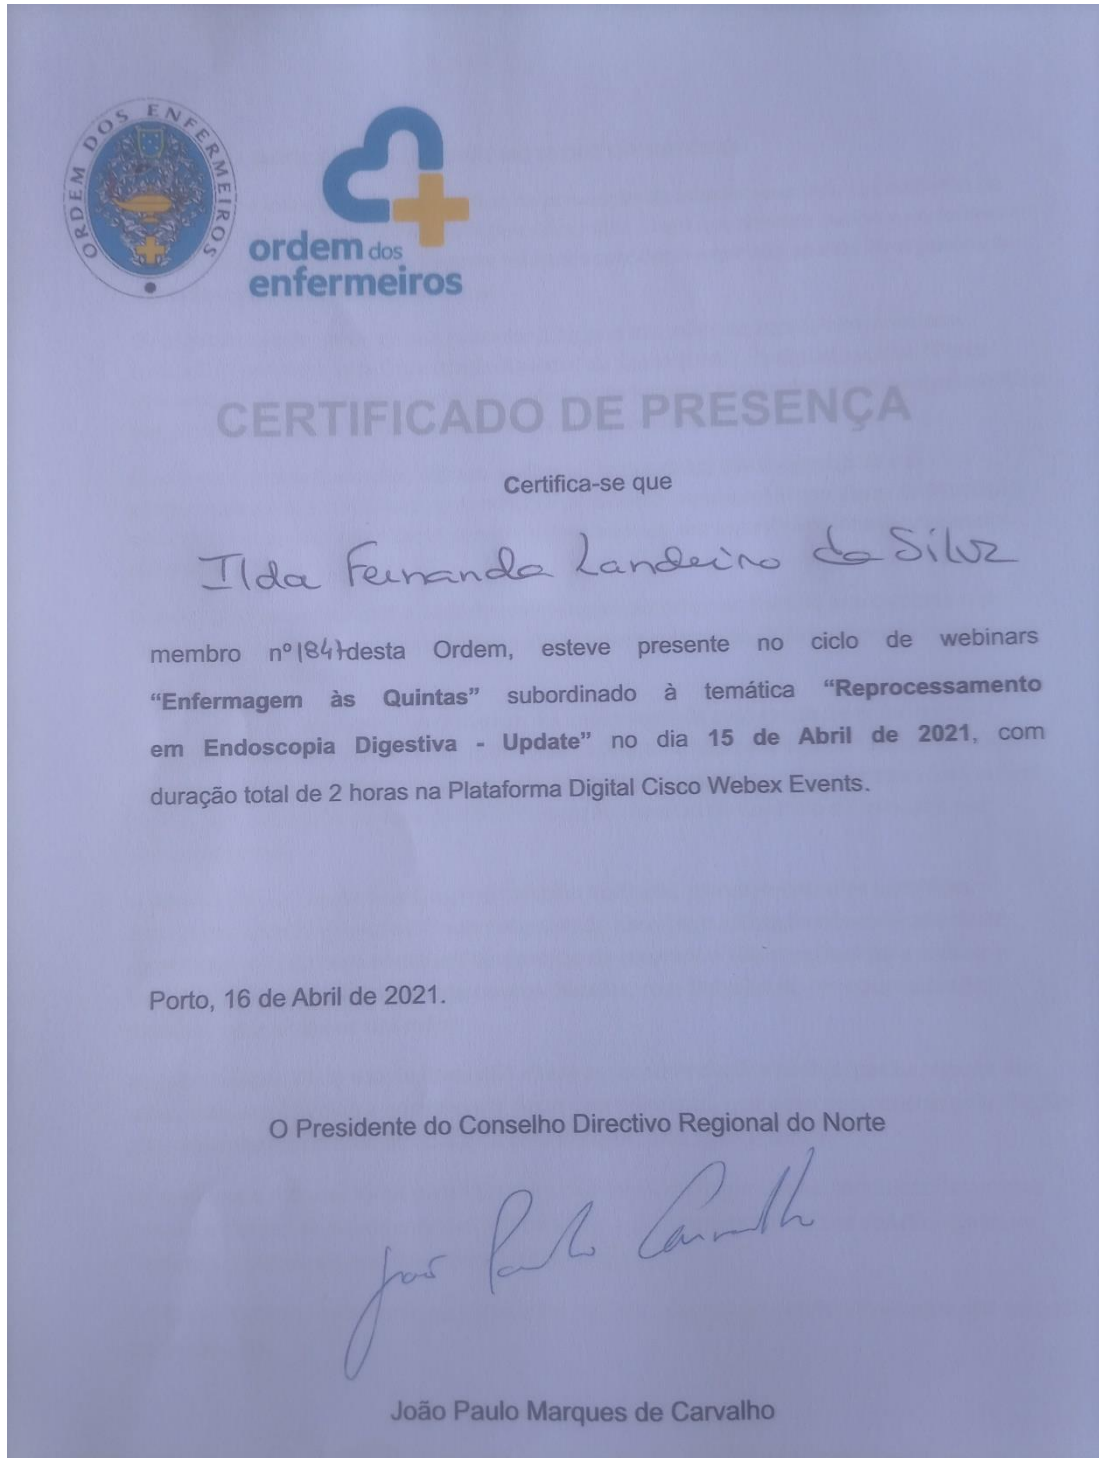 ORDEM DOS ENFERMEIROS
ordem dos
enfermeiros
CERTIFICADO DE PRESENÇA
Certifica-se que
Ilda Fernanda Landeiro da Silva
membro nº desta Ordem, esteve presente no ciclo de webinars
“Enfermagem às Quintas” subordinado à temática “Reprocessamento
em Endoscopia Digestiva - Update” no dia 15 de Abril de 2021, com
duração total de 2 horas na Plataforma Digital Cisco Webex Events.
Porto, 16 de Abril de 2021.
O Presidente do Conselho Directivo Regional do Norte
João Paulo Carvalho
João Paulo Marques de Carvalho